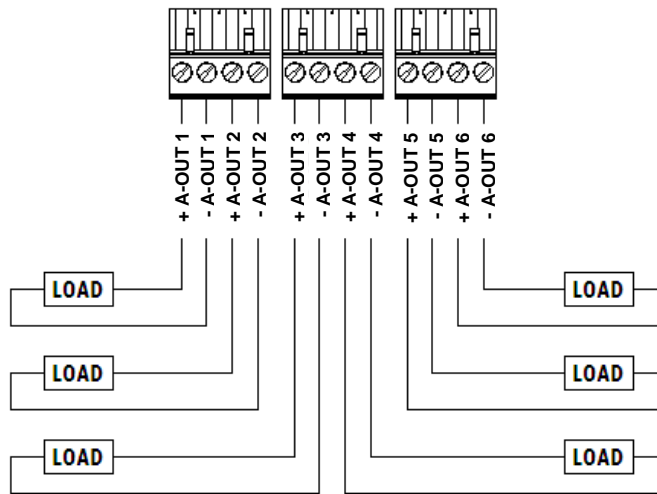 + A-OUT 1
- A-OUT 1
+ A-OUT 2
- A-OUT 2
+ A-OUT 3
- A-OUT 3
+ A-OUT 4
- A-OUT 4
+ A-OUT 5
- A-OUT 5
+ A-OUT 6
- A-OUT 6
LOAD
LOAD
LOAD
LOAD
LOAD
LOAD